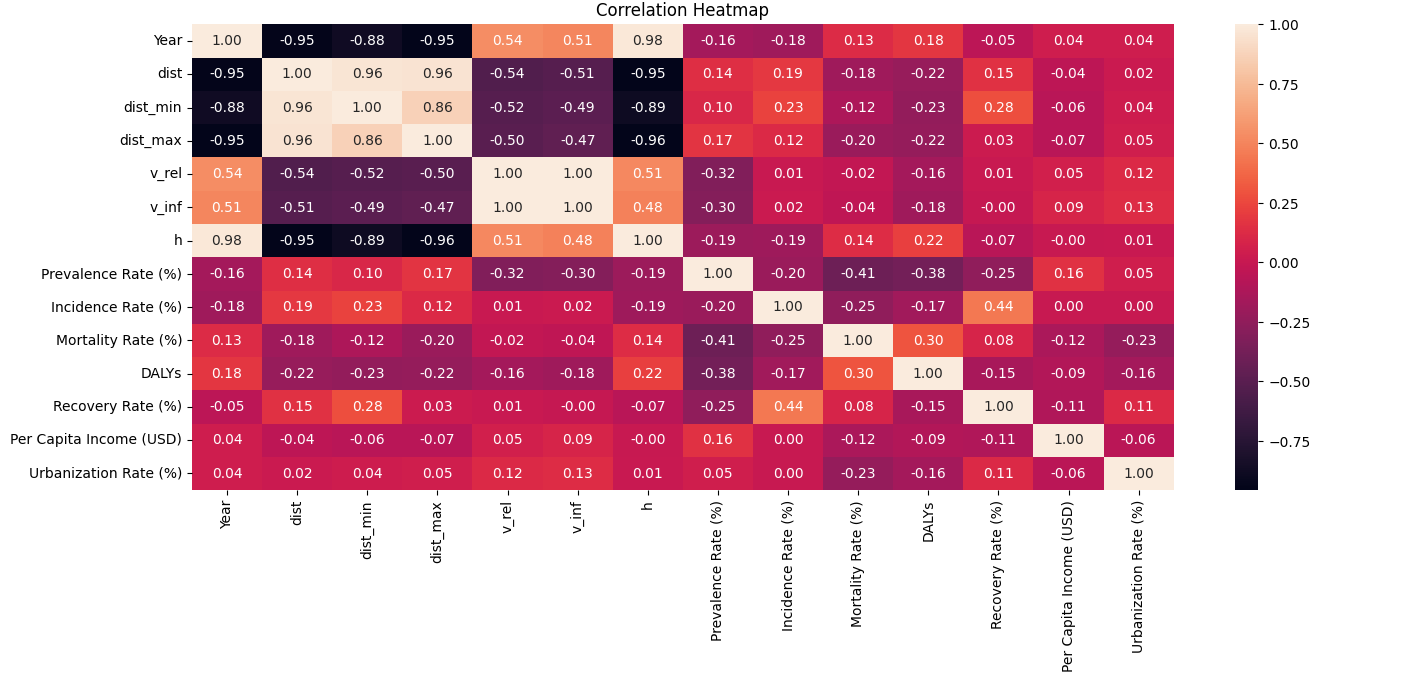 Correlation Heatmap
Year 1.00 -0.95 -0.88 -0.95 0.54 0.51 0.98 -0.16 -0.18 0.13 0.18 -0.05 0.04 0.04
dist -0.95 1.00 0.96 0.96 -0.54 -0.51 -0.95 0.14 0.19 -0.18 -0.22 0.15 -0.04 0.02
dist_min -0.88 0.96 1.00 0.86 -0.52 -0.49 -0.89 0.10 0.23 -0.12 -0.23 0.28 -0.06 0.04
dist_max -0.95 0.96 0.86 1.00 -0.50 -0.47 -0.96 0.17 0.12 -0.20 -0.22 0.03 -0.07 0.05
v_rel 0.54 -0.54 -0.52 -0.50 1.00 1.00 0.51 -0.32 0.01 -0.02 -0.16 0.01 0.05 0.12
v_inf 0.51 -0.51 -0.49 -0.47 1.00 1.00 0.48 -0.30 0.02 -0.04 -0.18 -0.00 0.09 0.13
h 0.98 -0.95 -0.89 -0.96 0.51 0.48 1.00 -0.19 -0.19 0.14 0.22 -0.07 -0.00 0.01
Prevalence Rate (%) -0.16 0.14 0.10 0.17 -0.32 -0.30 -0.19 1.00 -0.20 -0.41 -0.38 -0.25 0.16 0.05
Incidence Rate (%) -0.18 0.19 0.23 0.12 0.01 0.02 -0.19 -0.20 1.00 -0.25 -0.17 0.44 0.00 0.00
Mortality Rate (%) 0.13 -0.18 -0.12 -0.20 -0.02 -0.04 0.14 -0.41 -0.25 1.00 0.30 0.08 -0.12 -0.23
DALYs 0.18 -0.22 -0.23 -0.22 -0.16 -0.18 0.22 -0.38 -0.17 0.30 1.00 -0.15 -0.09 -0.16
Recovery Rate (%) -0.05 0.15 0.28 0.03 0.01 -0.00 -0.07 -0.25 0.44 0.08 -0.15 1.00 -0.11 0.11
Per Capita Income (USD) 0.04 -0.04 -0.06 -0.07 0.05 0.09 -0.00 0.16 0.00 -0.12 -0.09 -0.11 1.00 -0.06
Urbanization Rate (%) 0.04 0.02 0.04 0.05 0.12 0.13 0.01 0.05 0.00 -0.23 -0.16 0.11 -0.06 1.00
Year
dist
dist_min
dist_max
v_rel
v_inf
h
Prevalence Rate (%)
Incidence Rate (%)
Mortality Rate (%)
DALYs
Recovery Rate (%)
Per Capita Income (USD)
Urbanization Rate (%)
1.00
0.75
0.50
0.25
0.00
−0.25
−0.50
−0.75